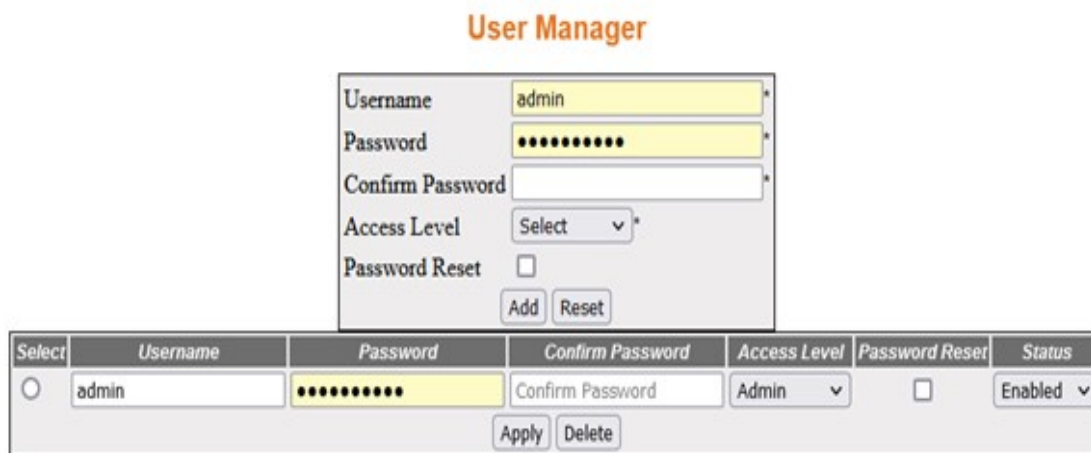 User Manager
Username admin *
Password •••••••••• *
Confirm Password *
Access Level Select *
Password Reset
Add Reset
Select Username Password Confirm Password Access Level Password Reset Status
admin •••••••••• Confirm Password Admin Enabled
Apply Delete